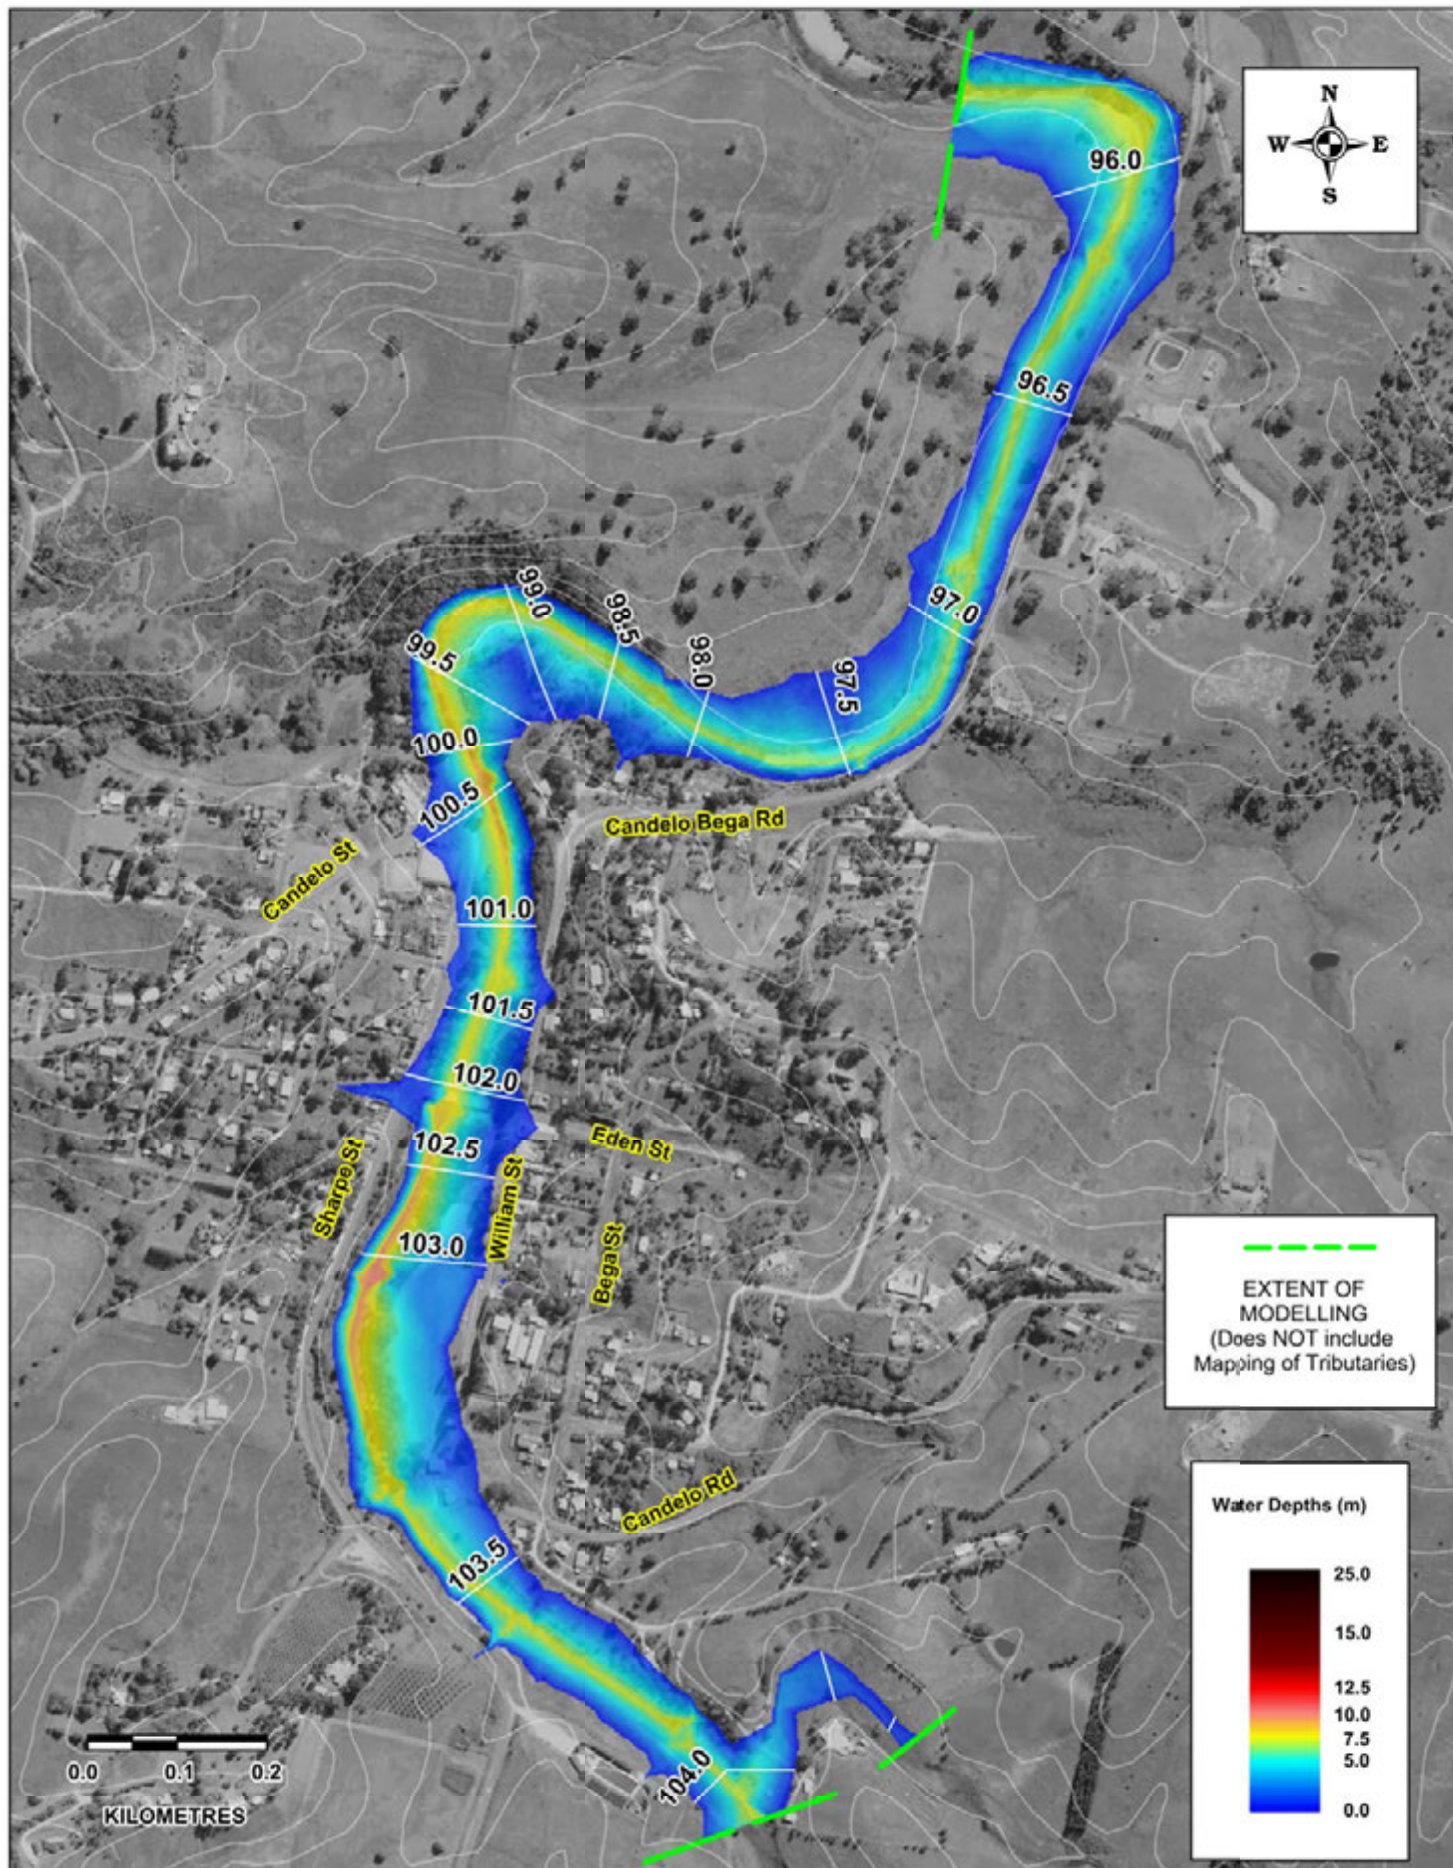 N
W E
S
96.0
96.5
97.0
99.0
98.5
98.0
97.5
99.5
100.0
100.5
Candelo Bega Rd
Candelo St
101.0
101.5
102.0
102.5
Eden St
Sharpe St
William St
103.0
Bega St
EXTENT OF
MODELLING
(Does NOT include
Mapping of Tributaries)
Candelo Rd
103.5
Water Depths (m)
25.0
15.0
12.5
10.0
7.5
5.0
0.0
104.0
0.0 0.1 0.2
KILOMETRES